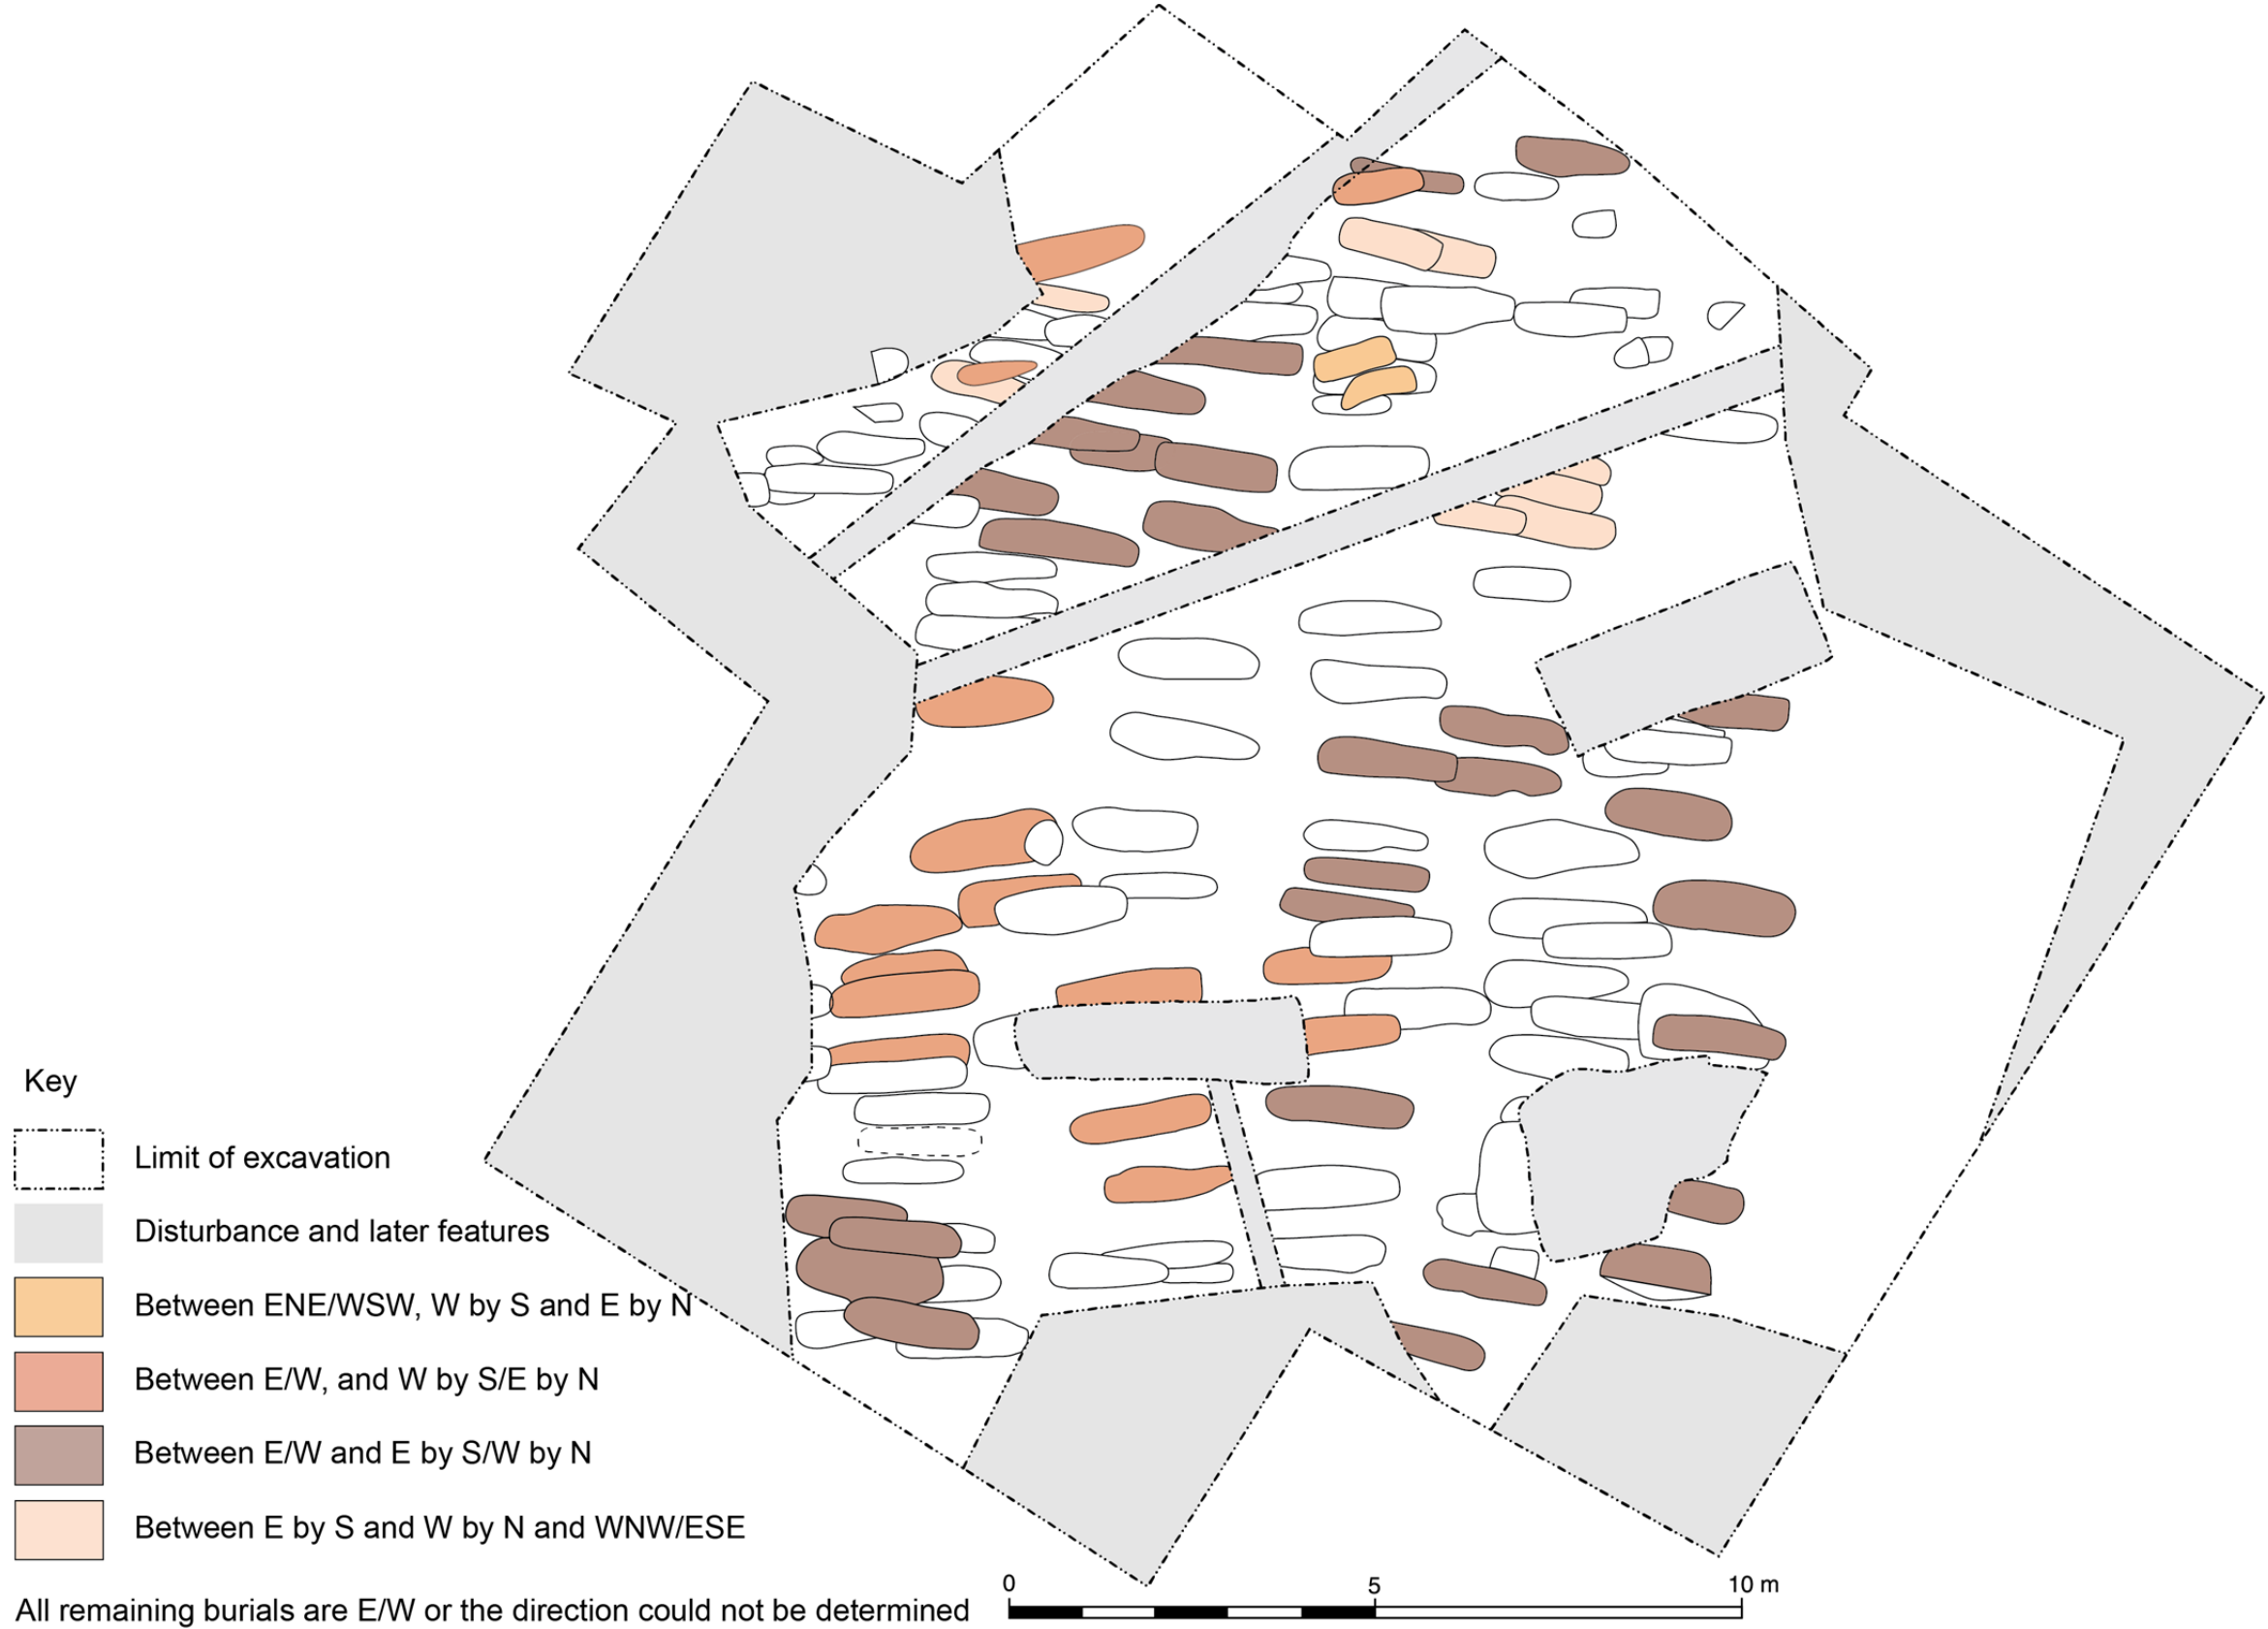 Key
Limit of excavation
Disturbance and later features
Between ENE/WSW, W by S and E by N
Between E/W, and W by S/E by N
Between E/W and E by S/W by N
Between E by S and W by N and WNW/ESE
All remaining burials are E/W or the direction could not be determined
0 5 10 m